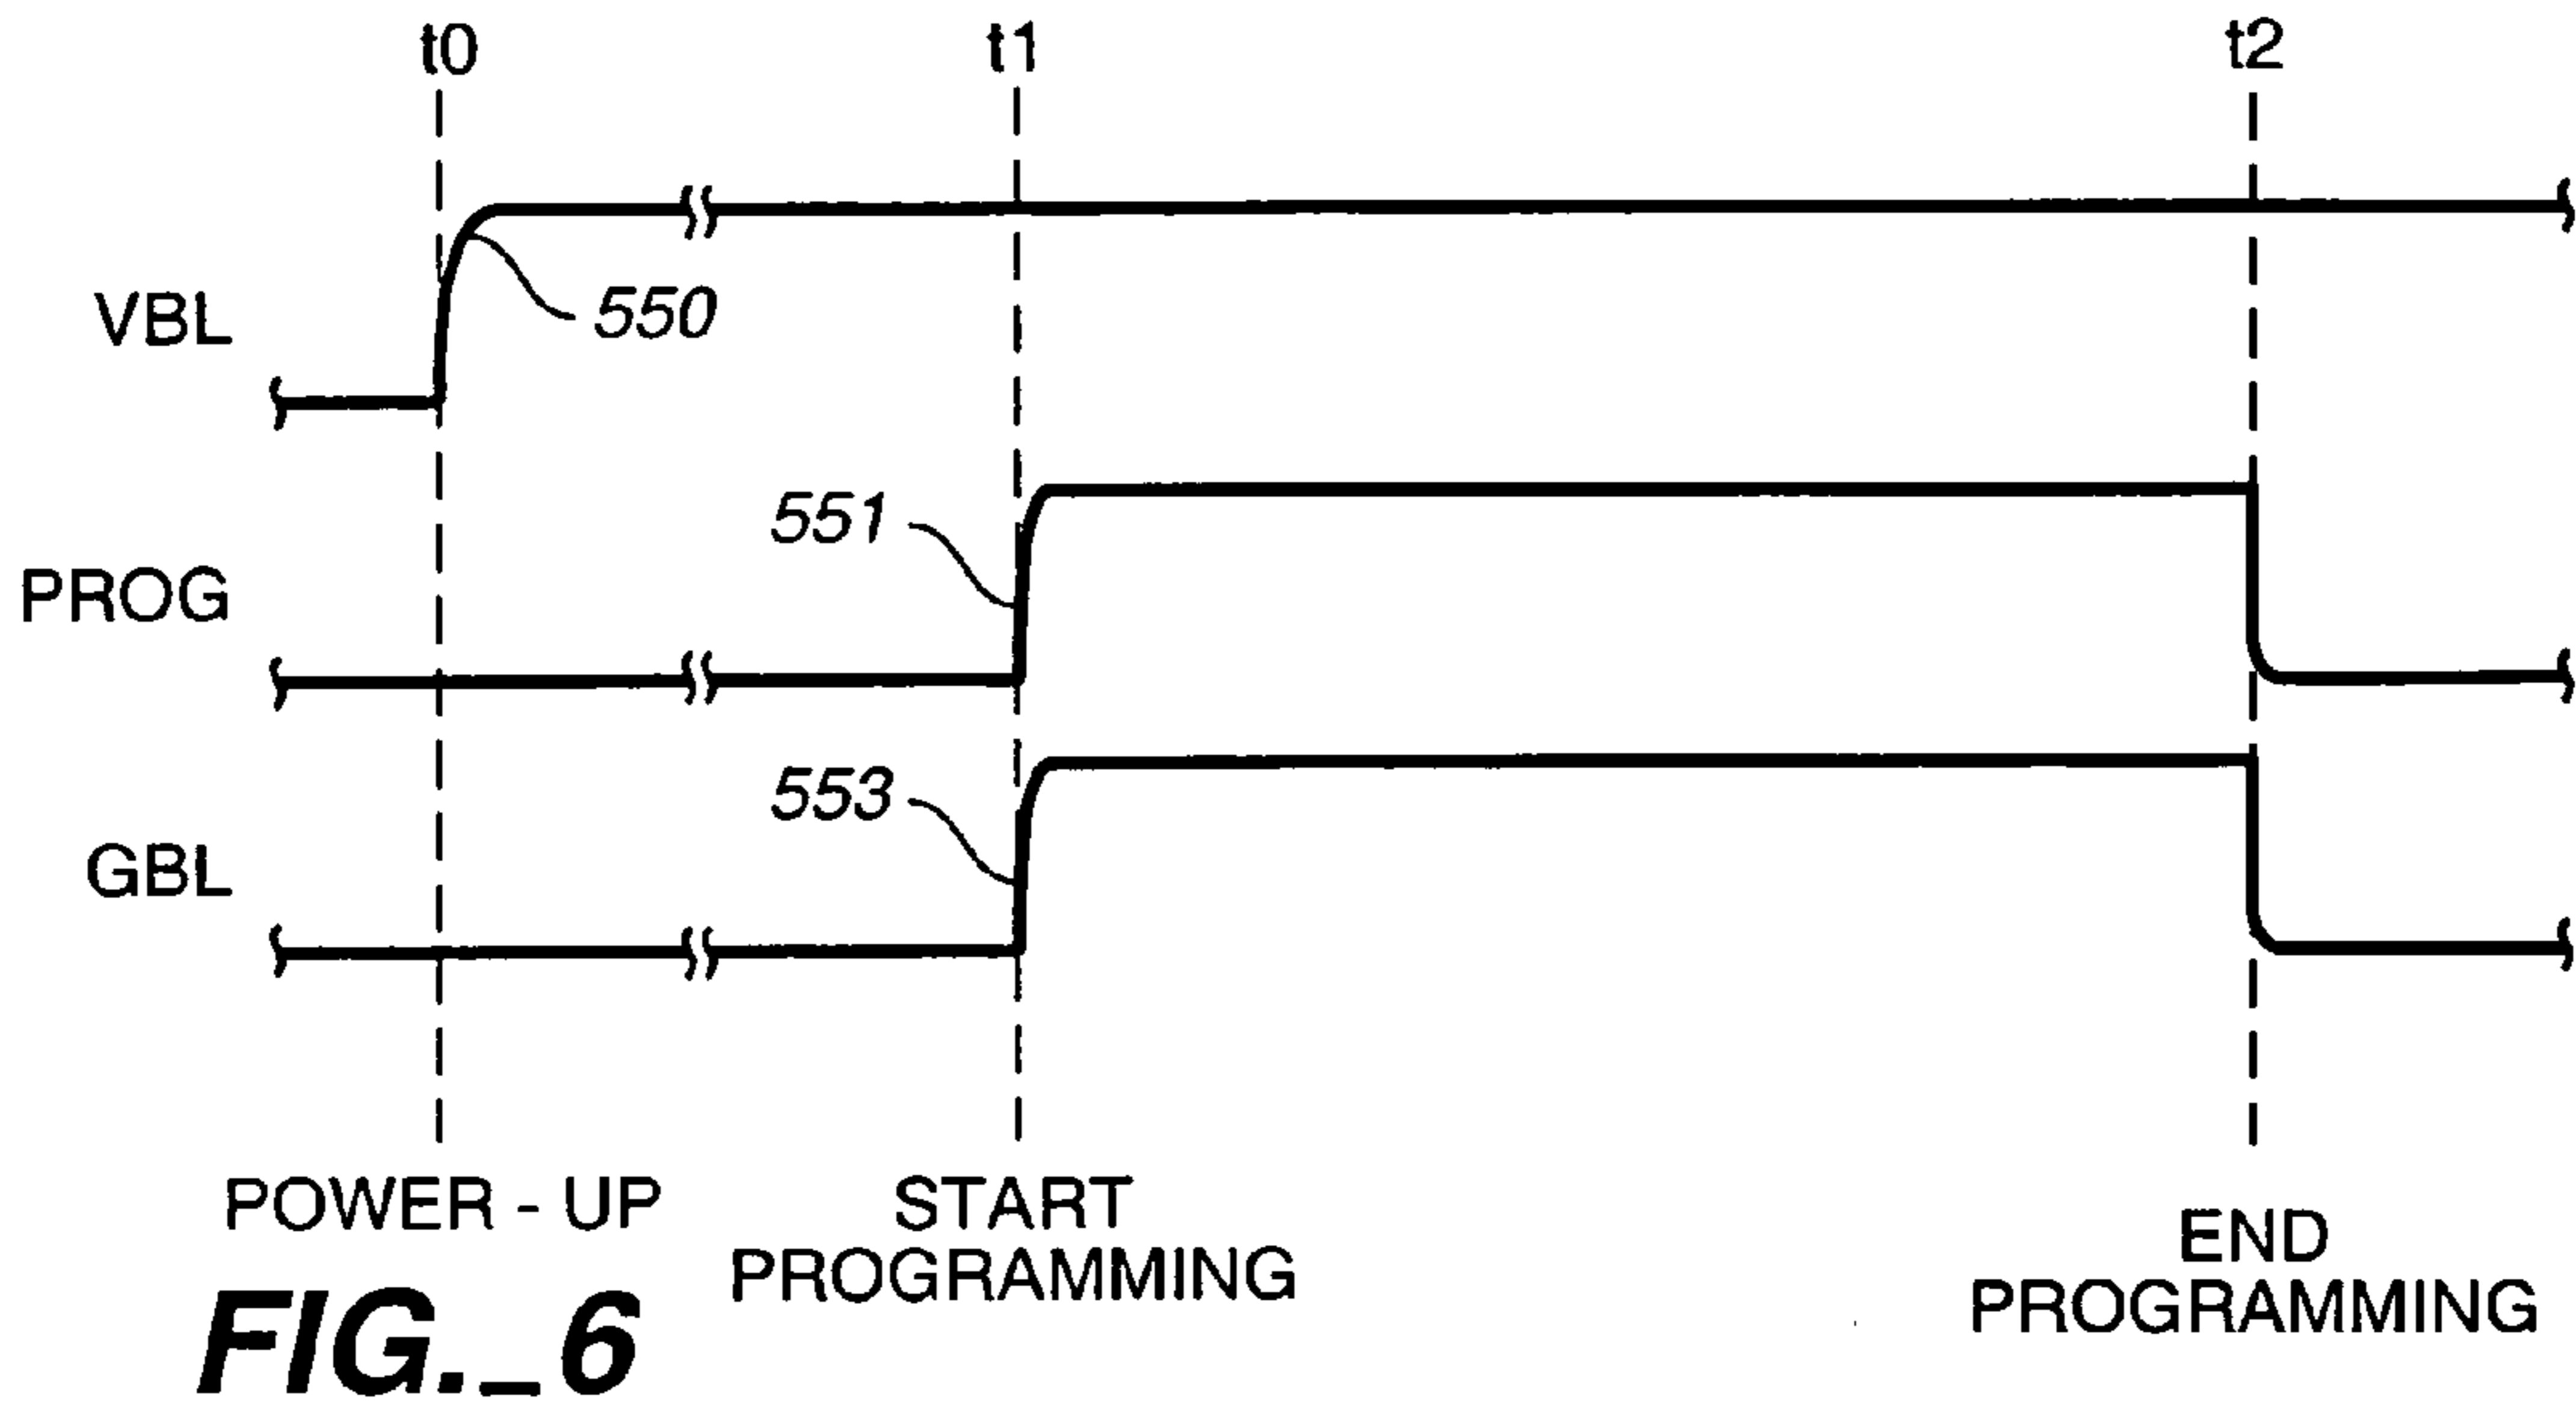 t0 t1 t2
VBL
550
PROG
551
GBL
553
POWER - UP
START
PROGRAMMING
END
PROGRAMMING
FIG._6